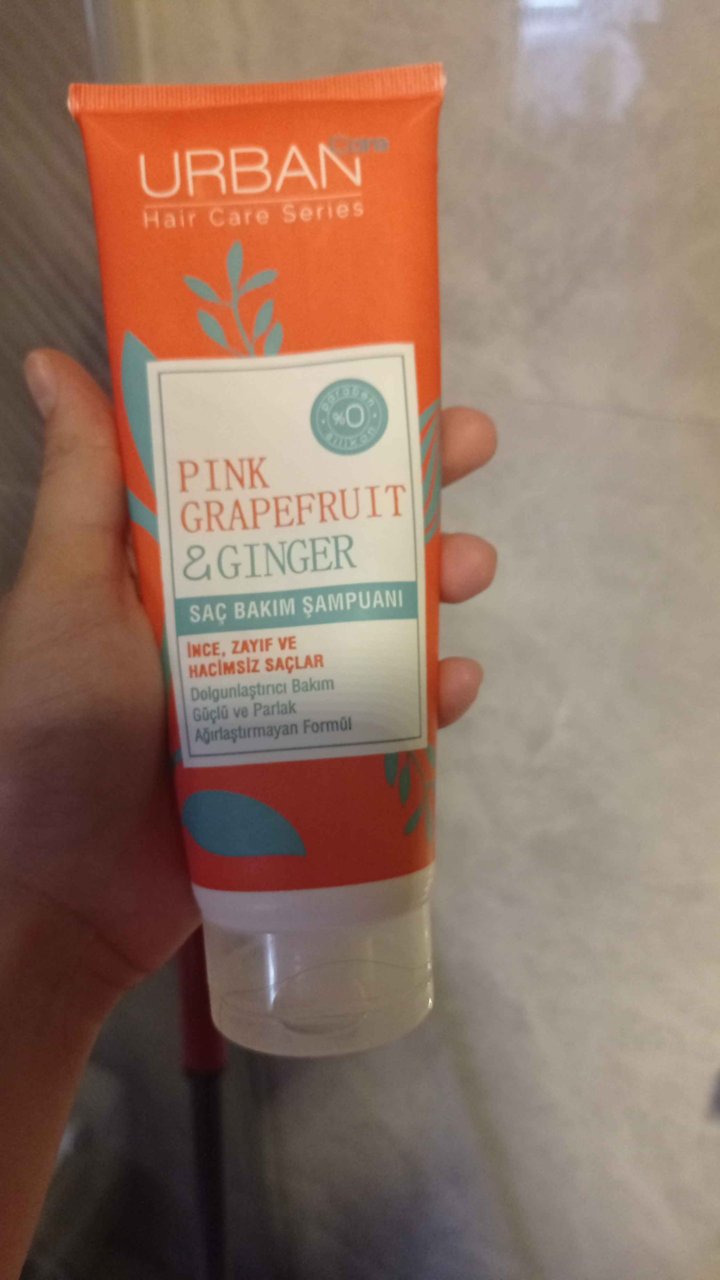 URBAN Care
Hair Care Series
paraben
%0
silikon
PINK
GRAPEFRUIT
& GINGER
SAÇ BAKIM ŞAMPUANI
İNCE, ZAYIF VE
HACİMSİZ SAÇLAR
Dolgunlaştırıcı Bakım
Güçlü ve Parlak
Ağırlaştırmayan Formül